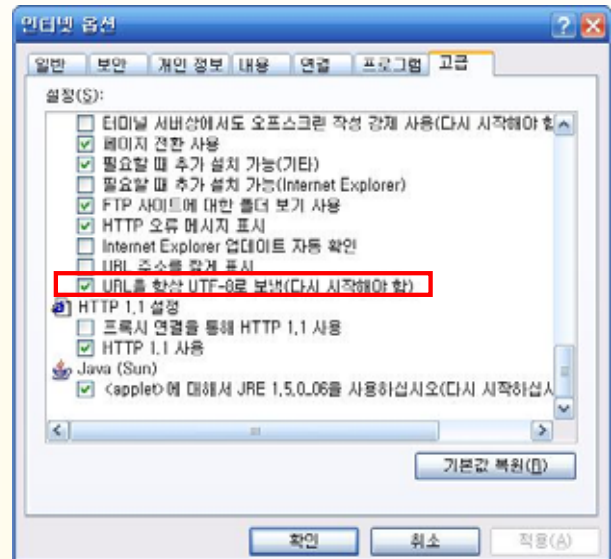 인터넷 옵션
일반 보안 개인 정보 내용 연결 프로그램 고급
설정(S):
터미널 서버상에서도 오프스크린 작성 강제 사용(다시 시작해야 함
페이지 전환 사용
필요할 때 추가 설치 가능(기타)
필요할 때 추가 설치 가능(Internet Explorer)
FTP 사이트에 대한 폴더 보기 사용
HTTP 오류 메시지 표시
Internet Explorer 업데이트 자동 확인
URL 주소를 짧게 표시
URL을 항상 UTF-8로 보냄(다시 시작해야 함)
HTTP 1.1 설정
프록시 연결을 통해 HTTP 1.1 사용
HTTP 1.1 사용
Java (Sun)
<applet>에 대해서 JRE 1.5.0_06을 사용하십시오(다시 시작하십시
기본값 복원(R)
확인 취소 적용(A)